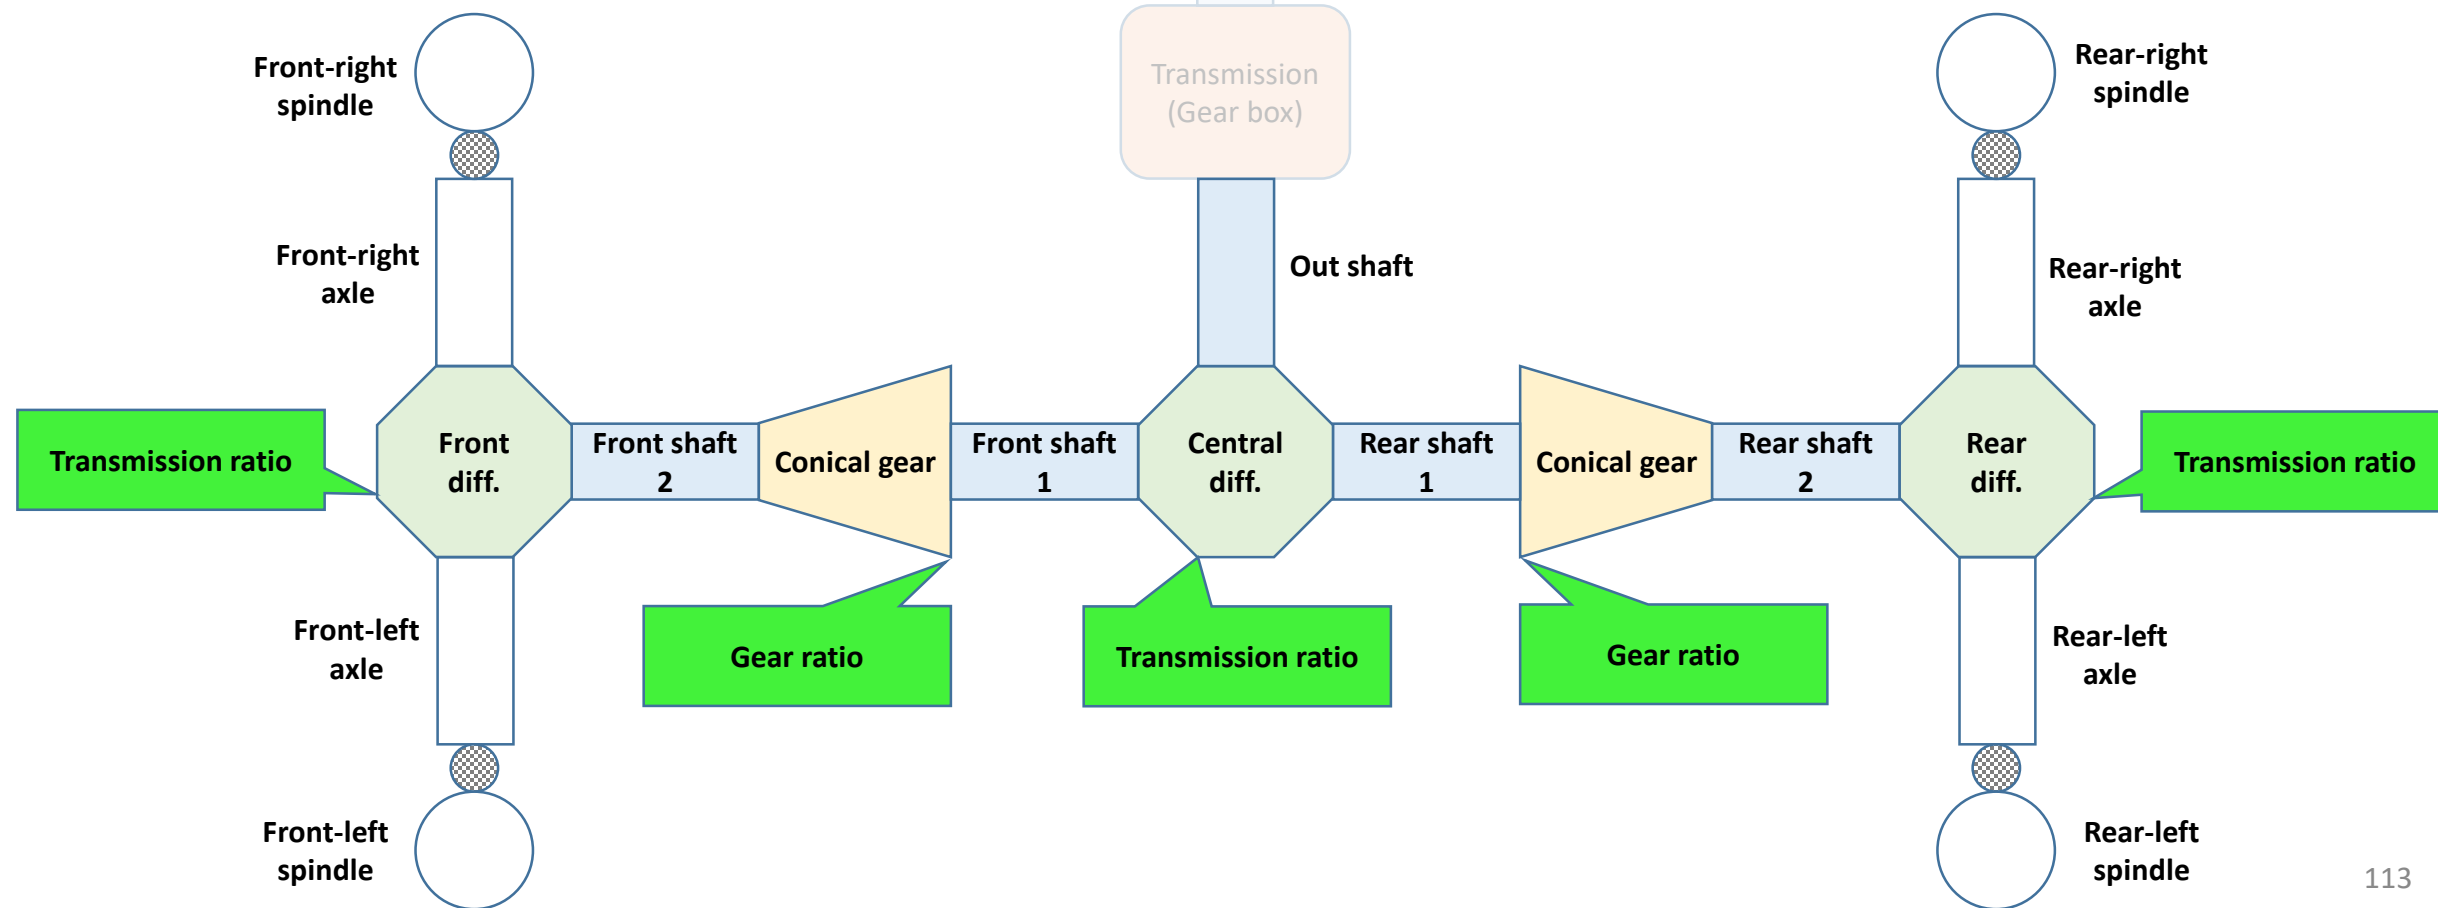 Front-right
spindle
Transmission
(Gear box)
Rear-right
spindle
Front-right
axle
Out shaft
Rear-right
axle
Transmission ratio
Front
diff.
Front shaft
2
Conical gear
Front shaft
1
Central
diff.
Rear shaft
1
Conical gear
Rear shaft
2
Rear
diff.
Transmission ratio
Front-left
axle
Gear ratio
Transmission ratio
Gear ratio
Rear-left
axle
Front-left
spindle
Rear-left
spindle
113